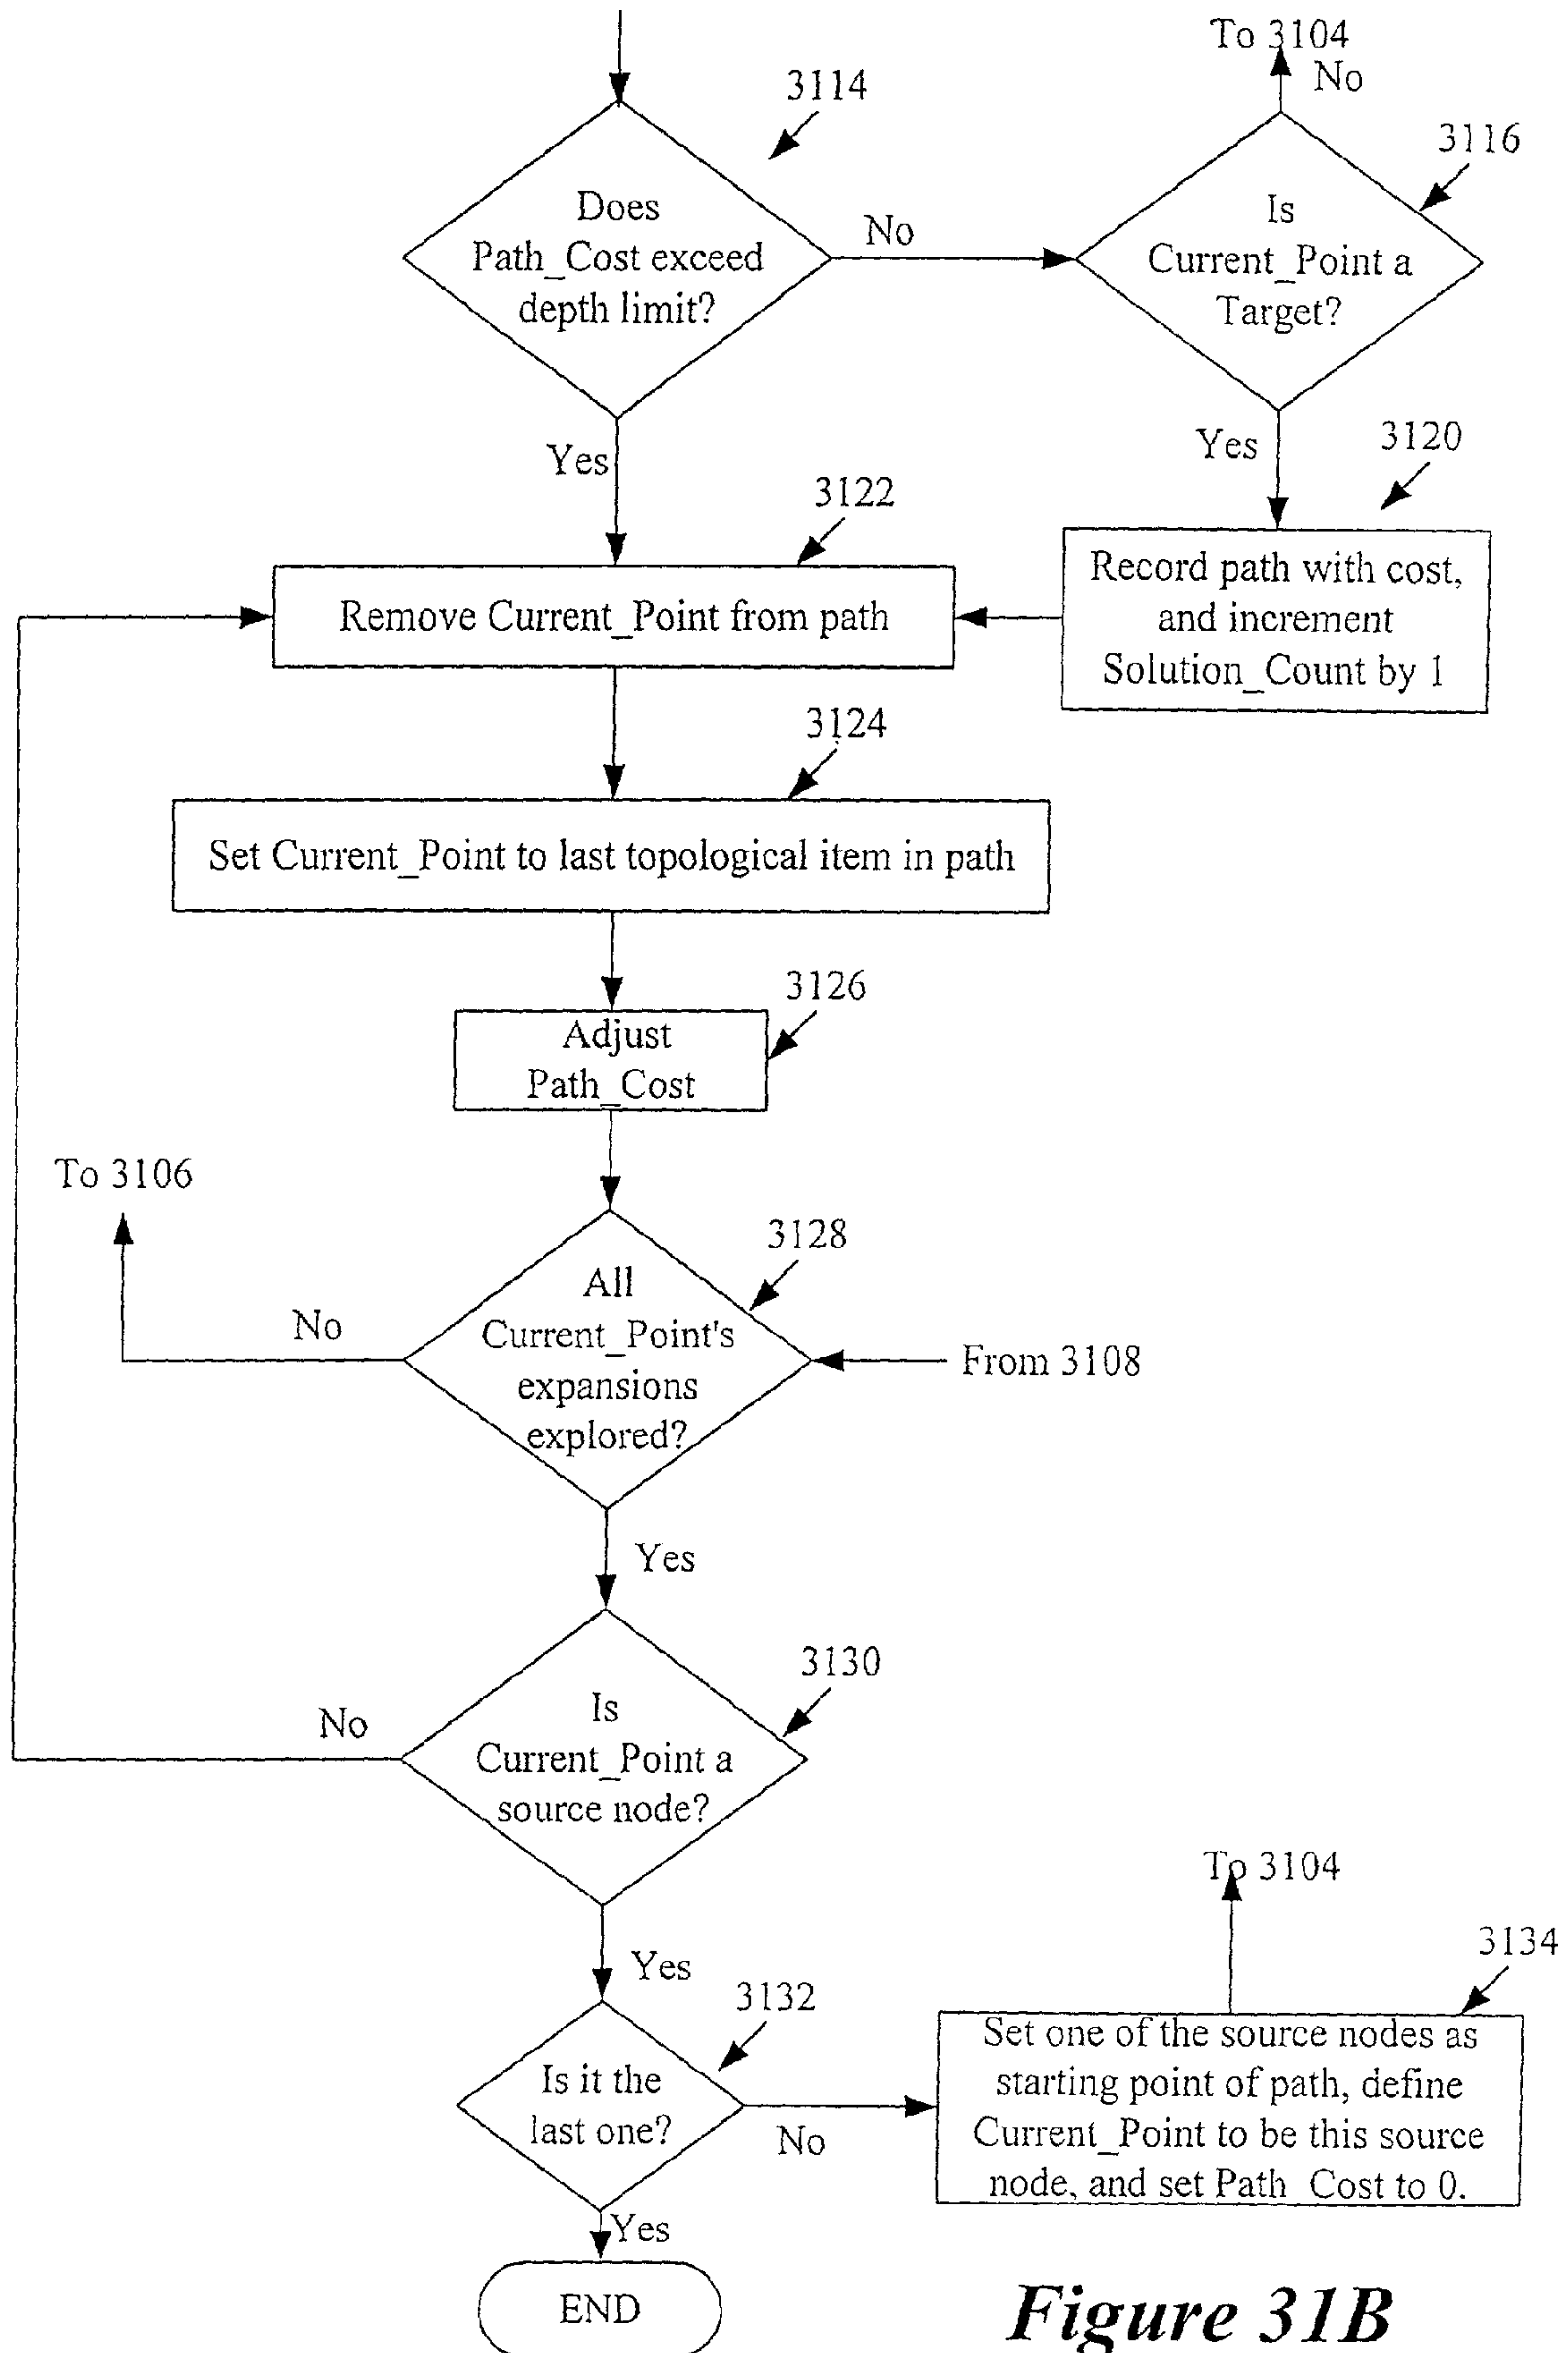 To 3104
No
3114
3116
Does
Path_Cost exceed
depth limit?
No
Is
Current_Point a
Target?
Yes
Yes
3120
3122
Record path with cost,
and increment
Solution_Count by 1
Remove Current_Point from path
3124
Set Current_Point to last topological item in path
3126
Adjust
Path_Cost
To 3106
3128
All
Current_Point's
expansions
explored?
No
From 3108
Yes
3130
Is
Current_Point a
source node?
No
To 3104
Yes
3134
3132
Is it the
last one?
No
Set one of the source nodes as
starting point of path, define
Current_Point to be this source
node, and set Path_Cost to 0.
Yes
END
Figure 31B